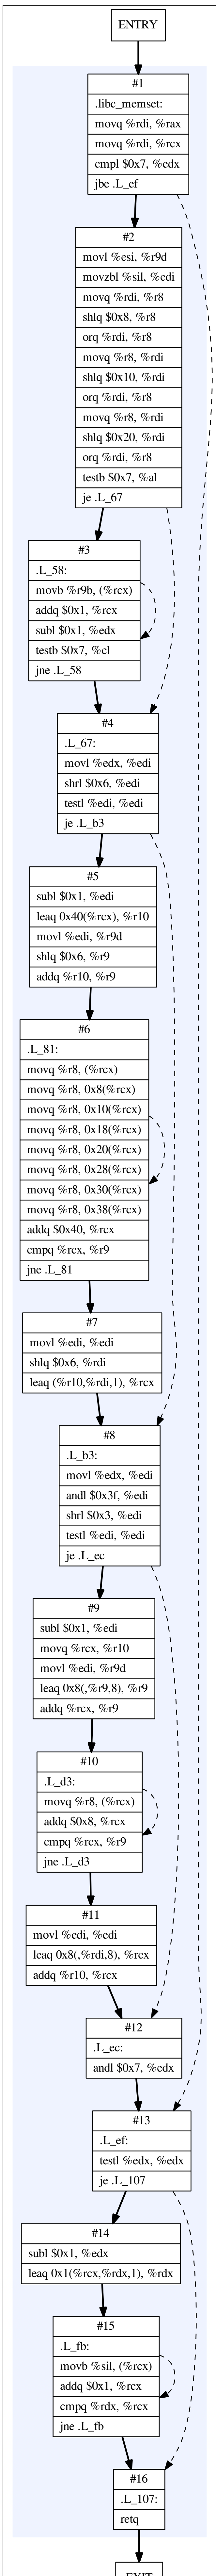 ENTRY
#1
.libc_memset:
movq %rdi, %rax
movq %rdi, %rcx
cmpl $0x7, %edx
jbe .L_ef
#2
movl %esi, %r9d
movzbl %sil, %edi
movq %rdi, %r8
shlq $0x8, %r8
orq %rdi, %r8
movq %r8, %rdi
shlq $0x10, %rdi
orq %rdi, %r8
movq %r8, %rdi
shlq $0x20, %rdi
orq %rdi, %r8
testb $0x7, %al
je .L_67
#3
.L_58:
movb %r9b, (%rcx)
addq $0x1, %rcx
subl $0x1, %edx
testb $0x7, %cl
jne .L_58
#4
.L_67:
movl %edx, %edi
shrl $0x6, %edi
testl %edi, %edi
je .L_b3
#5
subl $0x1, %edi
leaq 0x40(%rcx), %r10
movl %edi, %r9d
shlq $0x6, %r9
addq %r10, %r9
#6
.L_81:
movq %r8, (%rcx)
movq %r8, 0x8(%rcx)
movq %r8, 0x10(%rcx)
movq %r8, 0x18(%rcx)
movq %r8, 0x20(%rcx)
movq %r8, 0x28(%rcx)
movq %r8, 0x30(%rcx)
movq %r8, 0x38(%rcx)
addq $0x40, %rcx
cmpq %rcx, %r9
jne .L_81
#7
movl %edi, %edi
shlq $0x6, %rdi
leaq (%r10,%rdi,1), %rcx
#8
.L_b3:
movl %edx, %edi
andl $0x3f, %edi
shrl $0x3, %edi
testl %edi, %edi
je .L_ec
#9
subl $0x1, %edi
movq %rcx, %r10
movl %edi, %r9d
leaq 0x8(,%r9,8), %r9
addq %rcx, %r9
#10
.L_d3:
movq %r8, (%rcx)
addq $0x8, %rcx
cmpq %rcx, %r9
jne .L_d3
#11
movl %edi, %edi
leaq 0x8(,%rdi,8), %rcx
addq %r10, %rcx
#12
.L_ec:
andl $0x7, %edx
#13
.L_ef:
testl %edx, %edx
je .L_107
#14
subl $0x1, %edx
leaq 0x1(%rcx,%rdx,1), %rdx
#15
.L_fb:
movb %sil, (%rcx)
addq $0x1, %rcx
cmpq %rdx, %rcx
jne .L_fb
#16
.L_107:
retq